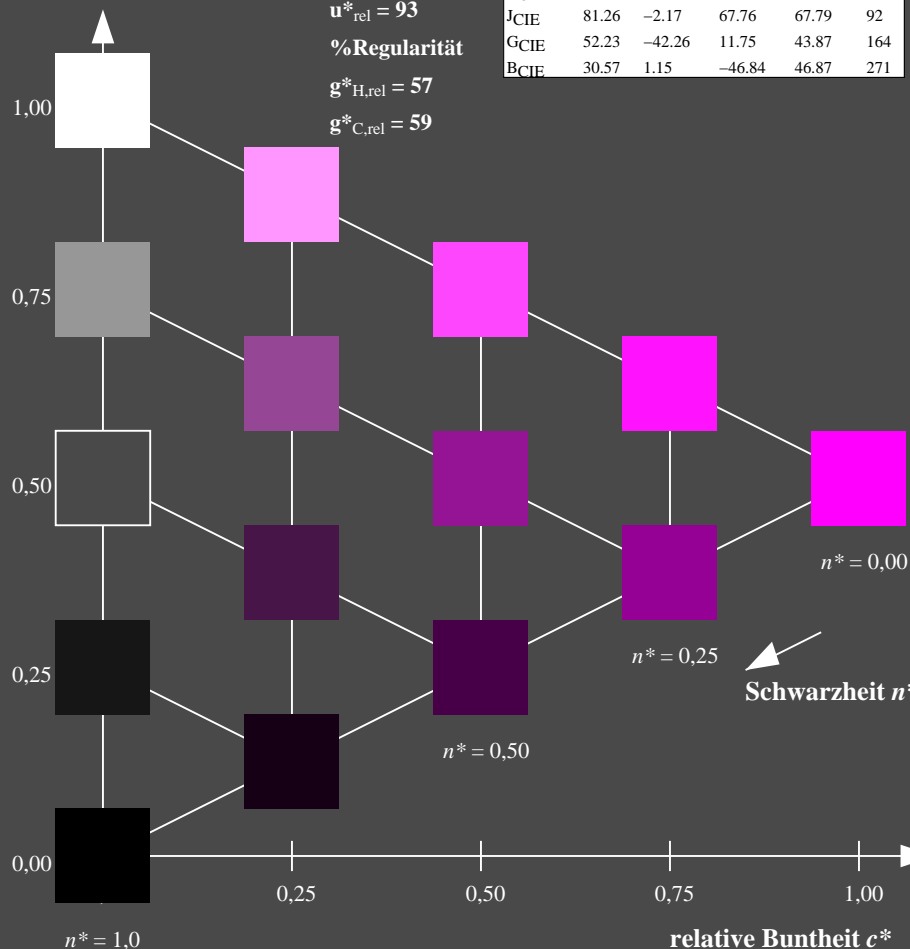 u*rel = 93
%Regularität
g*H,rel = 57
g*C,rel = 59
JCIE 81.26 −2.17 67.76 67.79 92
GCIE 52.23 −42.26 11.75 43.87 164
BCIE 30.57 1.15 −46.84 46.87 271
1,00
0,75
0,50
0,25
0,00
n* = 0,00
n* = 0,25
Schwarzheit n*
n* = 0,50
0,25 0,50 0,75 1,00
n* = 1,0
relative Buntheit c*